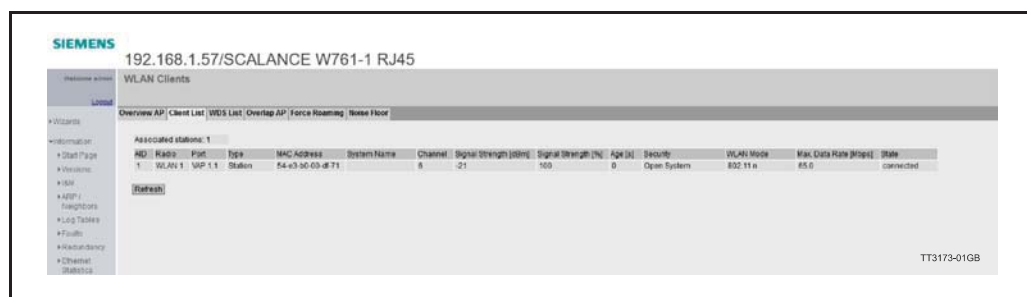 SIEMENS
192.168.1.57/SCALANCE W761-1 RJ45
Welcome admin
WLAN Clients
Logout
Overview AP Client List WDS List Overlap AP Force Roaming Noise Floor
Wizards
Information
Associated stations: 1
Start Page
AID Radio Port Type MAC Address System Name Channel Signal Strength [dBm] Signal Strength [%] Age [s] Security WLAN Mode Max. Data Rate [Mbps] State
1 WLAN 1 VAP 1.1 Station 54-e3-b0-03-df-71 6 -21 100 0 Open System 802.11 n 65.0 connected
Versions
I&M
Refresh
ARP /
Neighbors
Log Tables
Faults
Redundancy
Ethernet
Statistics
TT3173-01GB